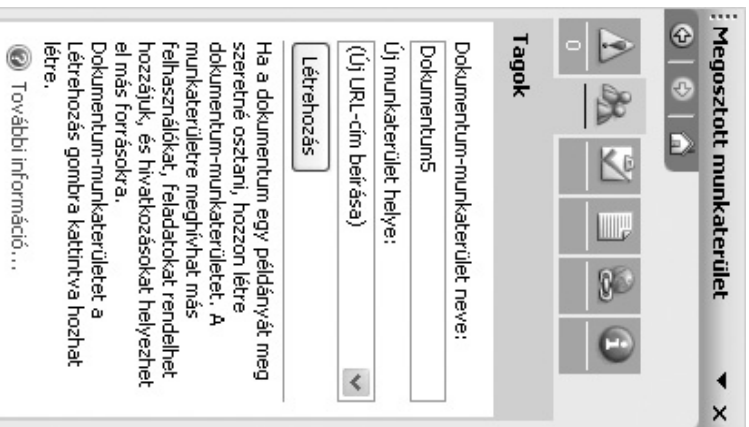 Megosztott munkaterület
0
Tagok
Dokumentum-munkaterület neve:
Dokumentum5
Új munkaterület helye:
(Új URL-cím beírása)
Létrehozás
Ha a dokumentum egy példányát meg
szeretné osztani, hozzon létre
dokumentum-munkaterületet. A
munkaterületre meghívhat más
felhasználókat, feladatokat rendelhet
hozzájuk, és hivatkozásokat helyezhet
el más forrásokra.
Dokumentum-munkaterületet a
Létrehozás gombra kattintva hozhat
létre.
További információ...